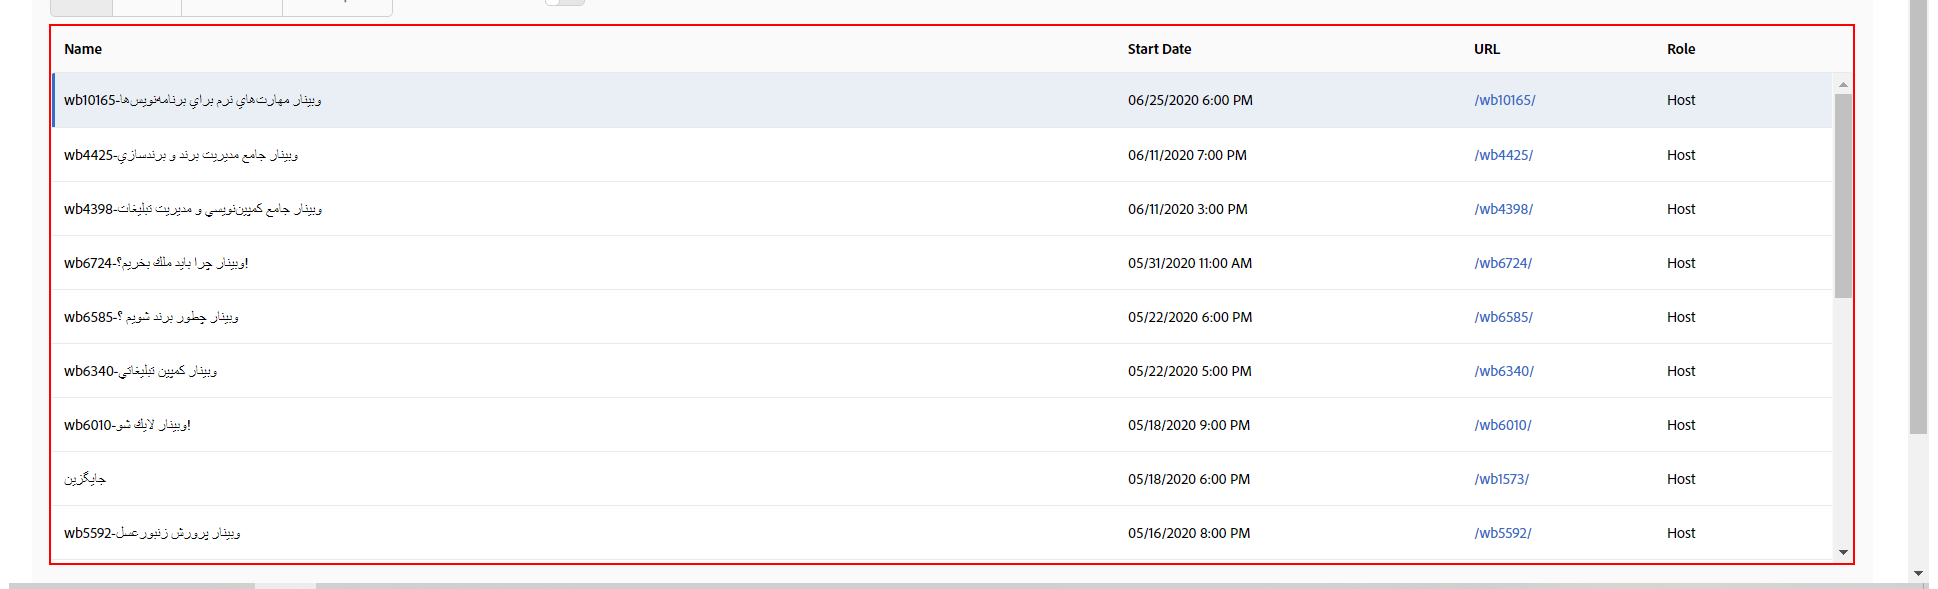 Name Start Date URL Role
wb10165-وبينار مهارت‌هاي نرم براي برنامه‌نويس‌ها 06/25/2020 6:00 PM /wb10165/ Host
wb4425-وبينار جامع مديريت برند و برندسازي 06/11/2020 7:00 PM /wb4425/ Host
wb4398-وبينار جامع كمپين‌نويسي و مديريت تبليغات 06/11/2020 3:00 PM /wb4398/ Host
wb6724-وبينار چرا بايد ملك بخريم؟! 05/31/2020 11:00 AM /wb6724/ Host
wb6585-وبينار چطور برند شويم ؟ 05/22/2020 6:00 PM /wb6585/ Host
wb6340-وبينار كمپين تبليغاتي 05/22/2020 5:00 PM /wb6340/ Host
wb6010-وبينار لايك شو! 05/18/2020 9:00 PM /wb6010/ Host
جايگزين 05/18/2020 6:00 PM /wb1573/ Host
wb5592-وبينار پرورش زنبورعسل 05/16/2020 8:00 PM /wb5592/ Host